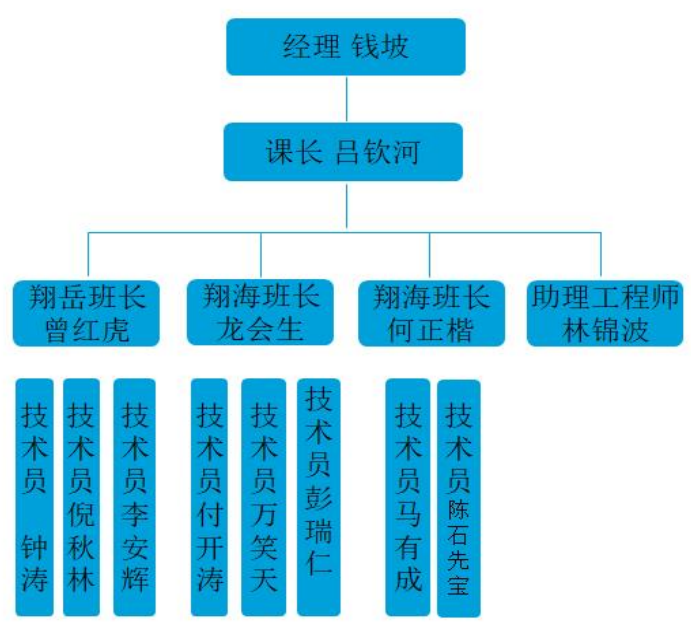 经理 钱坡
课长 吕钦河
翔岳班长
曾红虎
翔海班长
龙会生
翔海班长
何正楷
助理工程师
林锦波
技术员 钟涛
技术员倪秋林
技术员李安辉
技术员付开涛
技术员万笑天
技术员彭瑞仁
技术员马有成
技术员陈石先宝